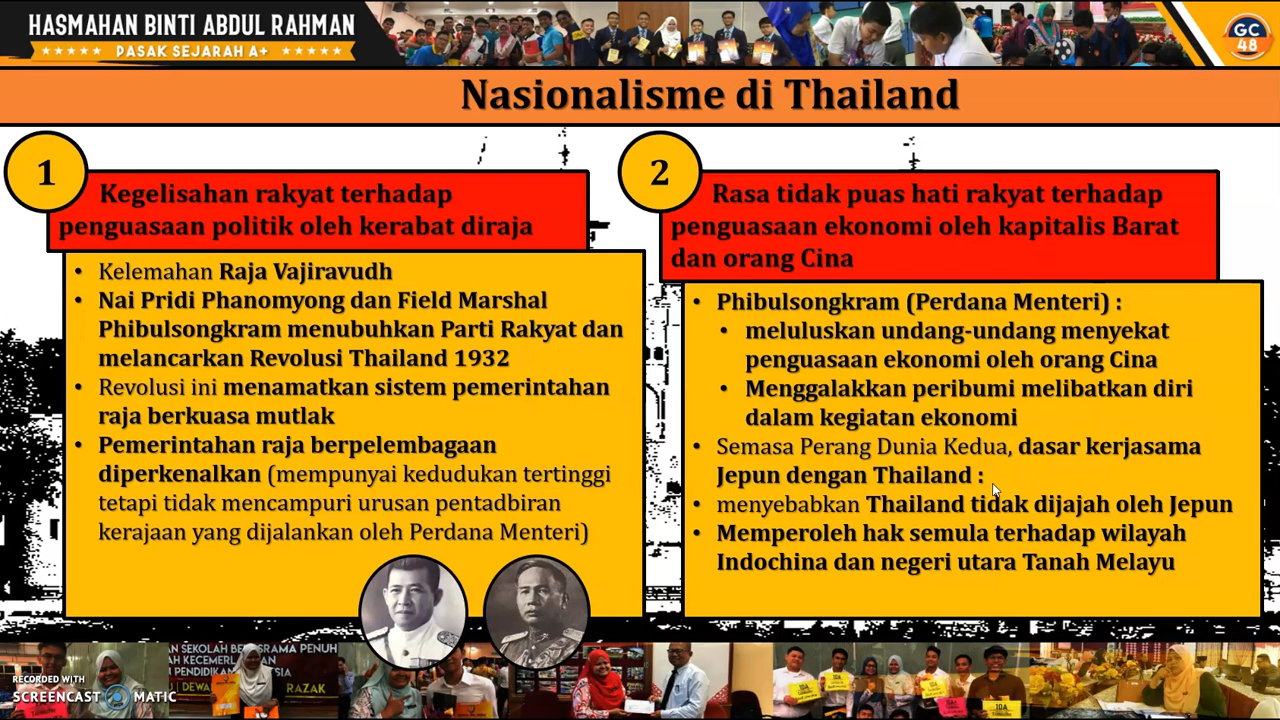 HASMAHAN BINTI ABDUL RAHMAN
PASAK SEJARAH A+
GC
48
Nasionalisme di Thailand
1
Kegelisahan rakyat terhadap
penguasaan politik oleh kerabat diraja
• Kelemahan Raja Vajiravudh
• Nai Pridi Phanomyong dan Field Marshal
Phibulsongkram menubuhkan Parti Rakyat dan
melancarkan Revolusi Thailand 1932
• Revolusi ini menamatkan sistem pemerintahan
raja berkuasa mutlak
• Pemerintahan raja berpelembagaan
diperkenalkan (mempunyai kedudukan tertinggi
tetapi tidak mencampuri urusan pentadbiran
kerajaan yang dijalankan oleh Perdana Menteri)
2
Rasa tidak puas hati rakyat terhadap
penguasaan ekonomi oleh kapitalis Barat
dan orang Cina
• Phibulsongkram (Perdana Menteri) :
• meluluskan undang-undang menyekat
penguasaan ekonomi oleh orang Cina
• Menggalakkan peribumi melibatkan diri
dalam kegiatan ekonomi
• Semasa Perang Dunia Kedua, dasar kerjasama
Jepun dengan Thailand :
• menyebabkan Thailand tidak dijajah oleh Jepun
• Memperoleh hak semula terhadap wilayah
Indochina dan negeri utara Tanah Melayu
RECORDED WITH
SCREENCAST MATIC